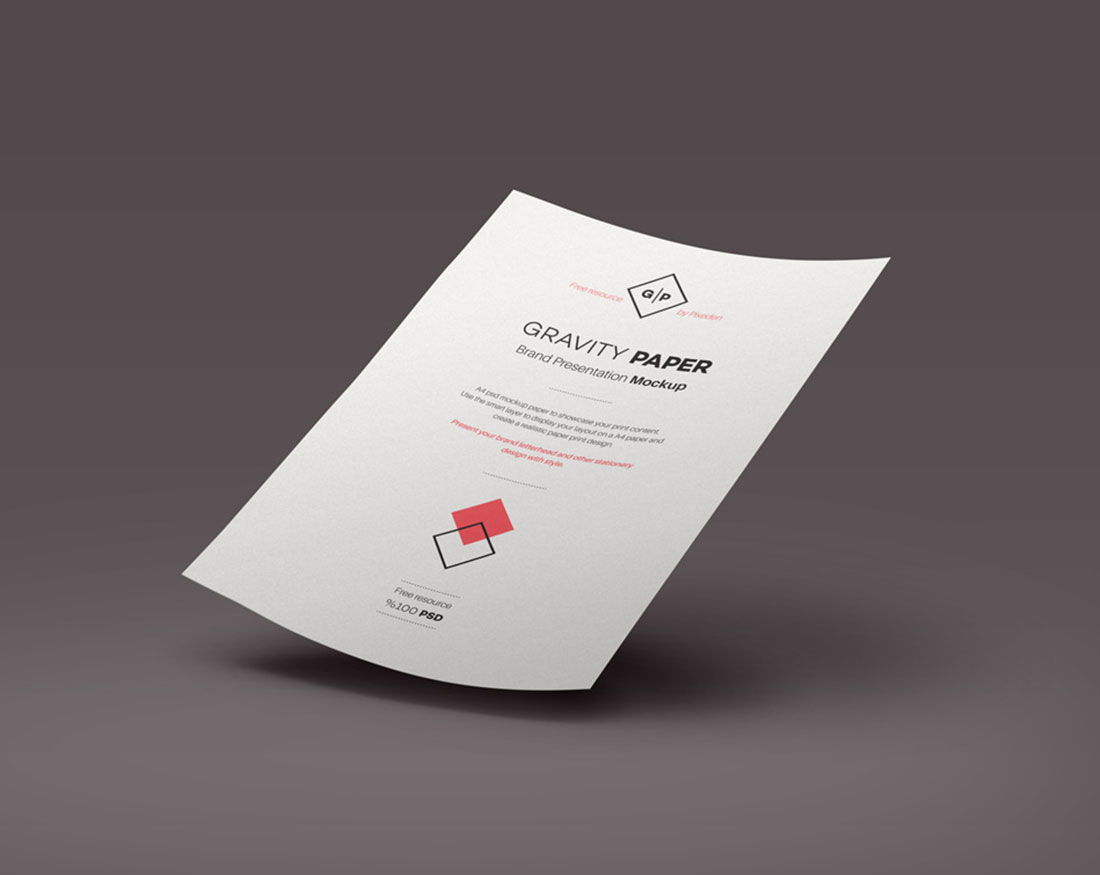 Free resource
G/P
by Pixeden
GRAVITY PAPER
Brand Presentation Mockup
A4 psd mockup paper to showcase your print content.
Use the smart layer to display your layout on a A4 paper and
create a realistic paper print design.
Present your brand letterhead and other stationery
design with style.
Free resource
%100 PSD